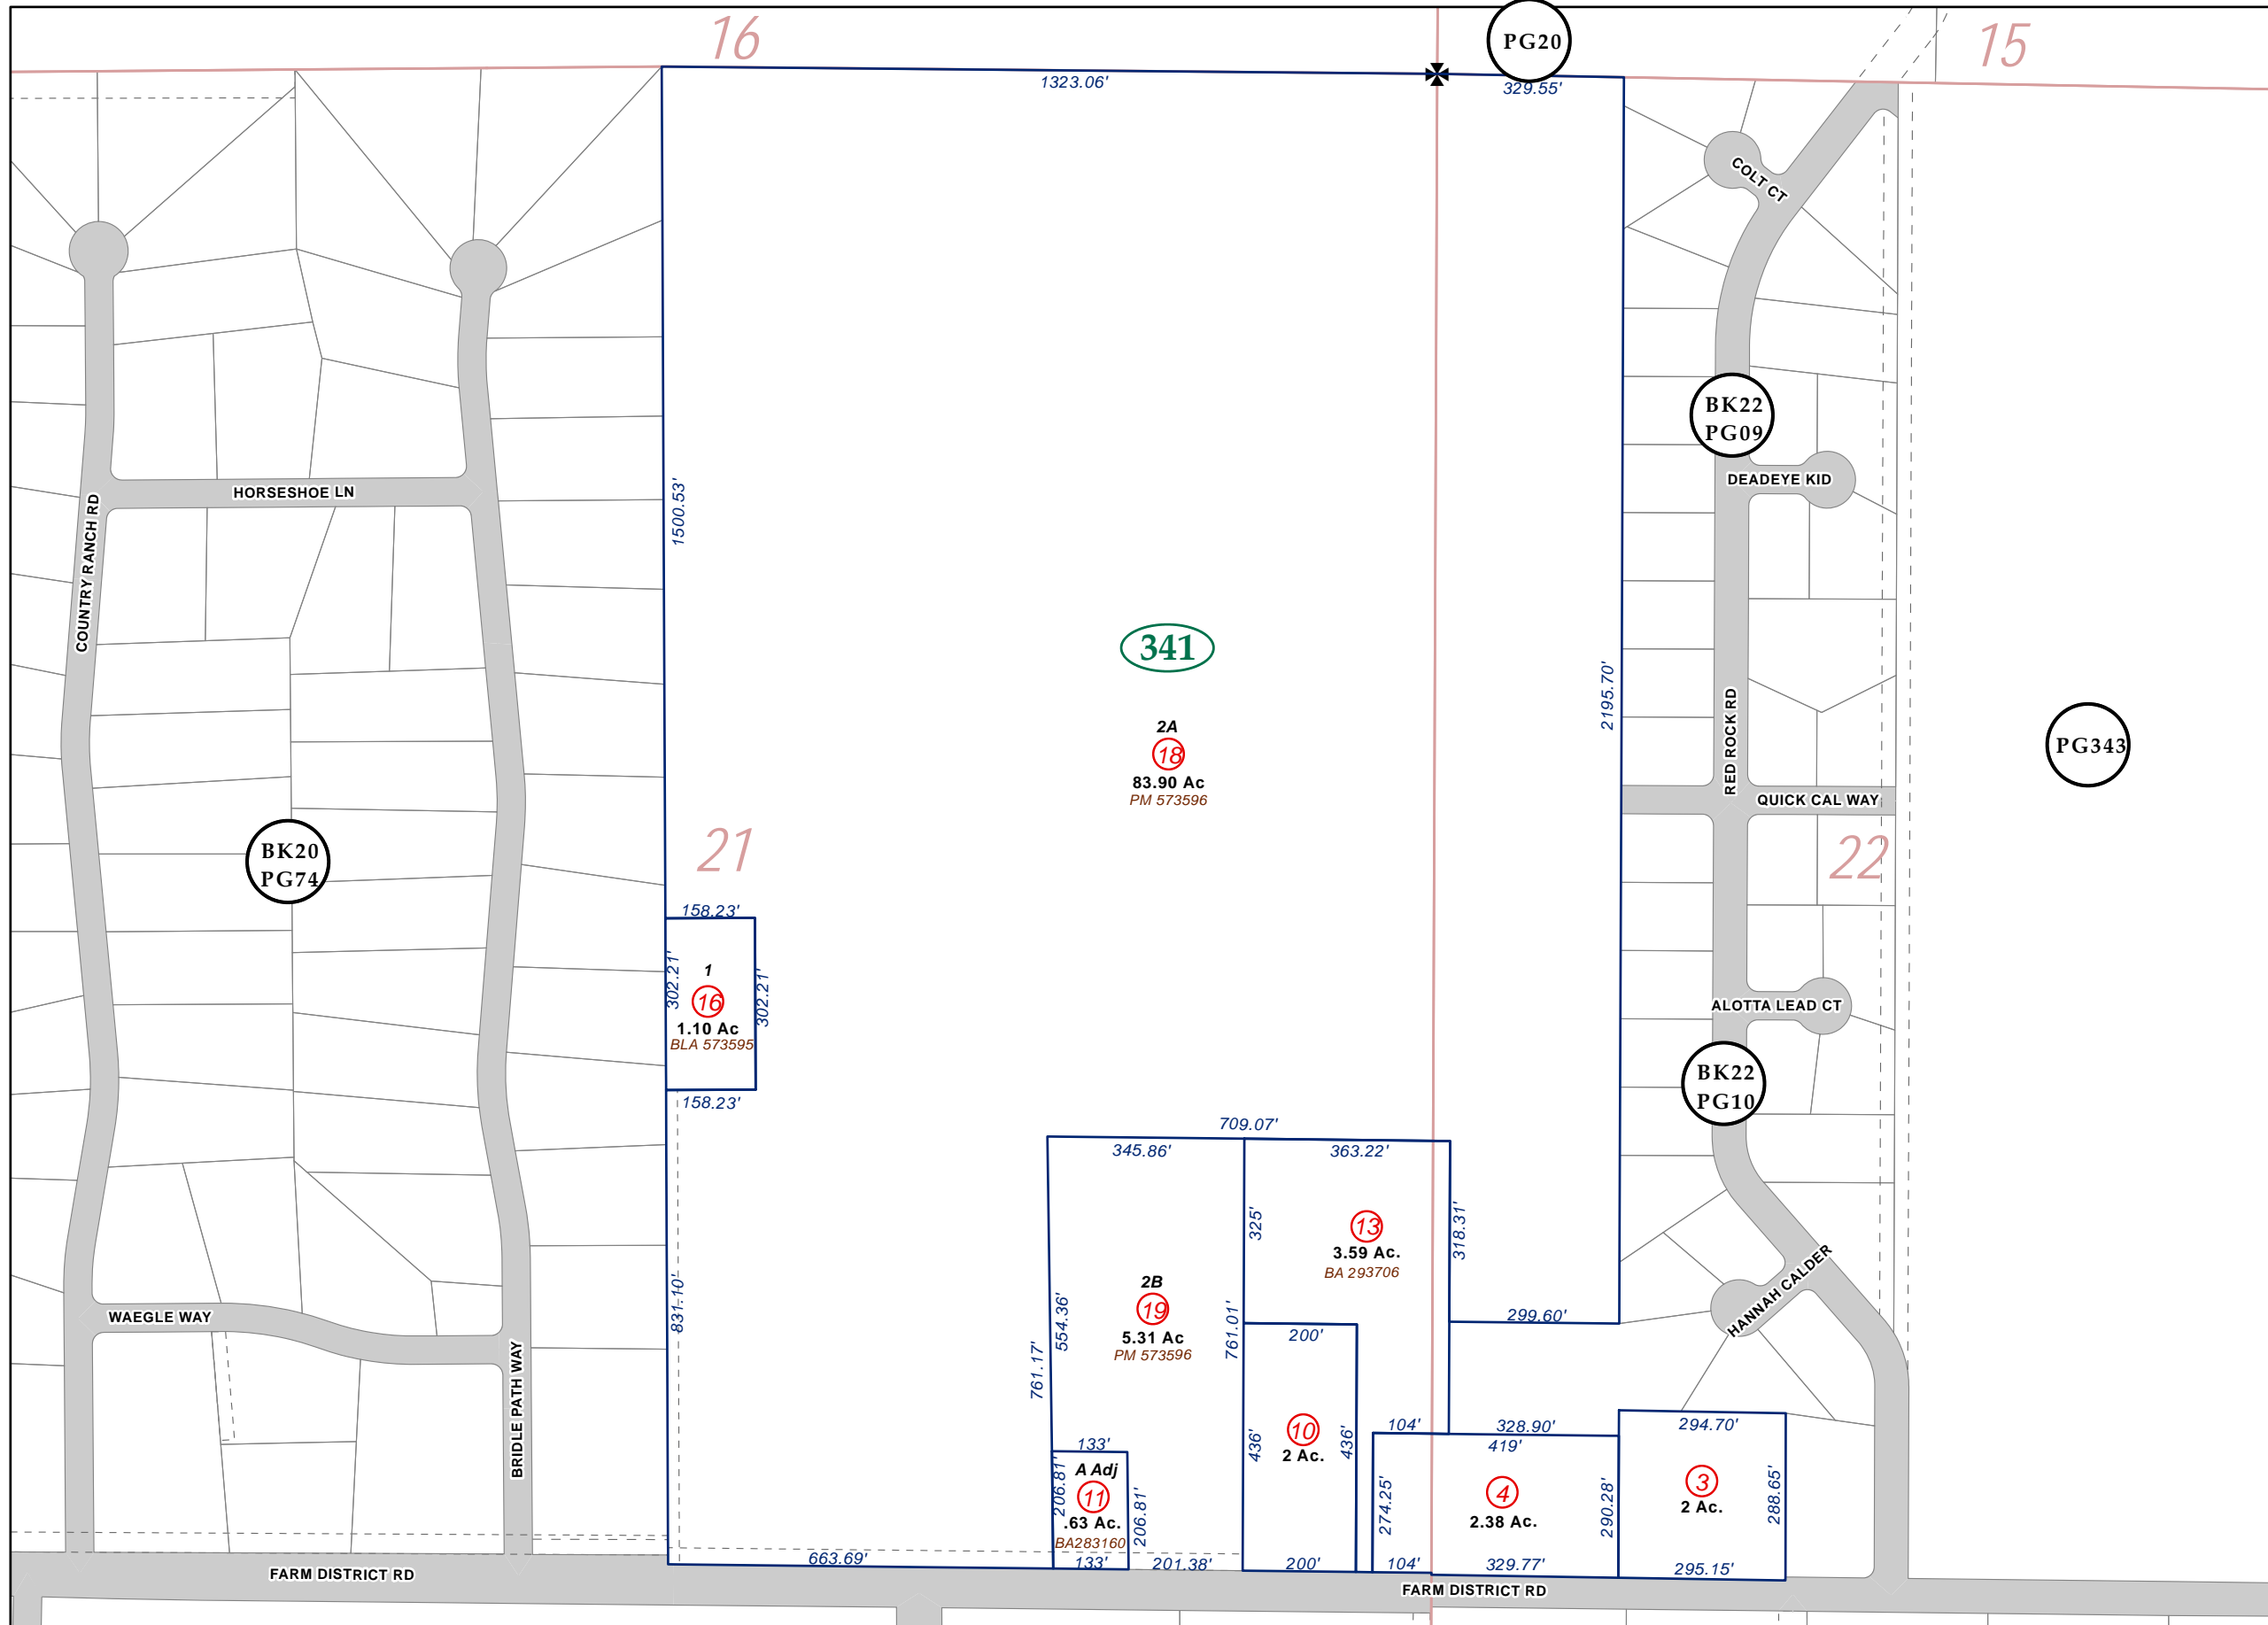 16
PG20
15
1323.06'
329.55'
COLT CT
BK22
PG09
DEADEYE KID
HORSESHOE LN
COUNTRY RANCH RD
1500.53'
341
2195.70'
RED ROCK RD
2A
18
83.90 Ac
PM 573596
PG343
QUICK CAL WAY
BK20
PG74
21
22
158.23'
302.21'
302.21'
1
16
1.10 Ac
BLA 573595
158.23'
ALOTTA LEAD CT
BK22
PG10
709.07'
345.86'
363.22'
325'
318.31'
13
3.59 Ac.
BA 293706
HANNAH CALDER
2B
19
5.31 Ac
PM 573596
554.36'
761.17'
761.01'
831.10'
WAEGLE WAY
BRIDLE PATH WAY
299.60'
200'
436'
436'
10
2 Ac.
104'
328.90'
419'
294.70'
133'
206.81'
206.81'
A Adj
11
.63 Ac.
BA283160
274.25'
4
2.38 Ac.
290.28'
3
2 Ac.
288.65'
663.69'
133'
201.38'
200'
104'
329.77'
295.15'
FARM DISTRICT RD
FARM DISTRICT RD